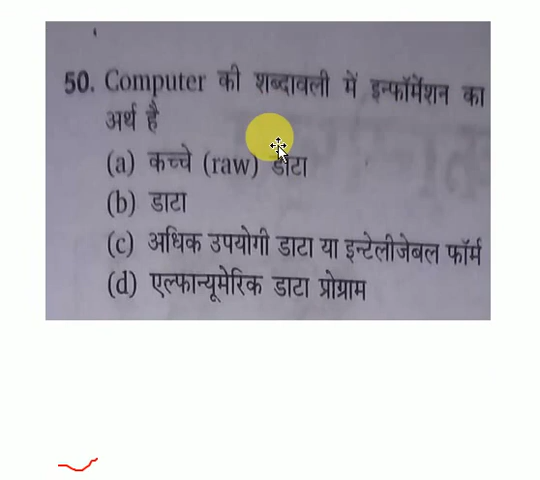 50. Computer की शब्दावली में इन्फॉर्मेशन का
अर्थ है
(a) कच्चे (raw) डाटा
(b) डाटा
(c) अधिक उपयोगी डाटा या इन्टेलीजेबल फॉर्म
(d) एल्फान्यूमेरिक डाटा प्रोग्राम